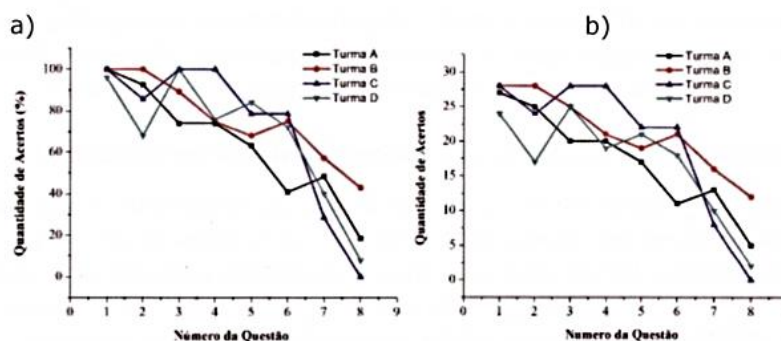 a)
Turma A
Turma B
Turma C
Turma D
Quantidade de Acertos (%)
100
80
60
40
20
0
0 1 2 3 4 5 6 7 8 9
Número da Questão
b)
Turma A
Turma B
Turma C
Turma D
Quantidade de Acertos
30
25
20
15
10
5
0
0 1 2 3 4 5 6 7 8
Numero da Questão